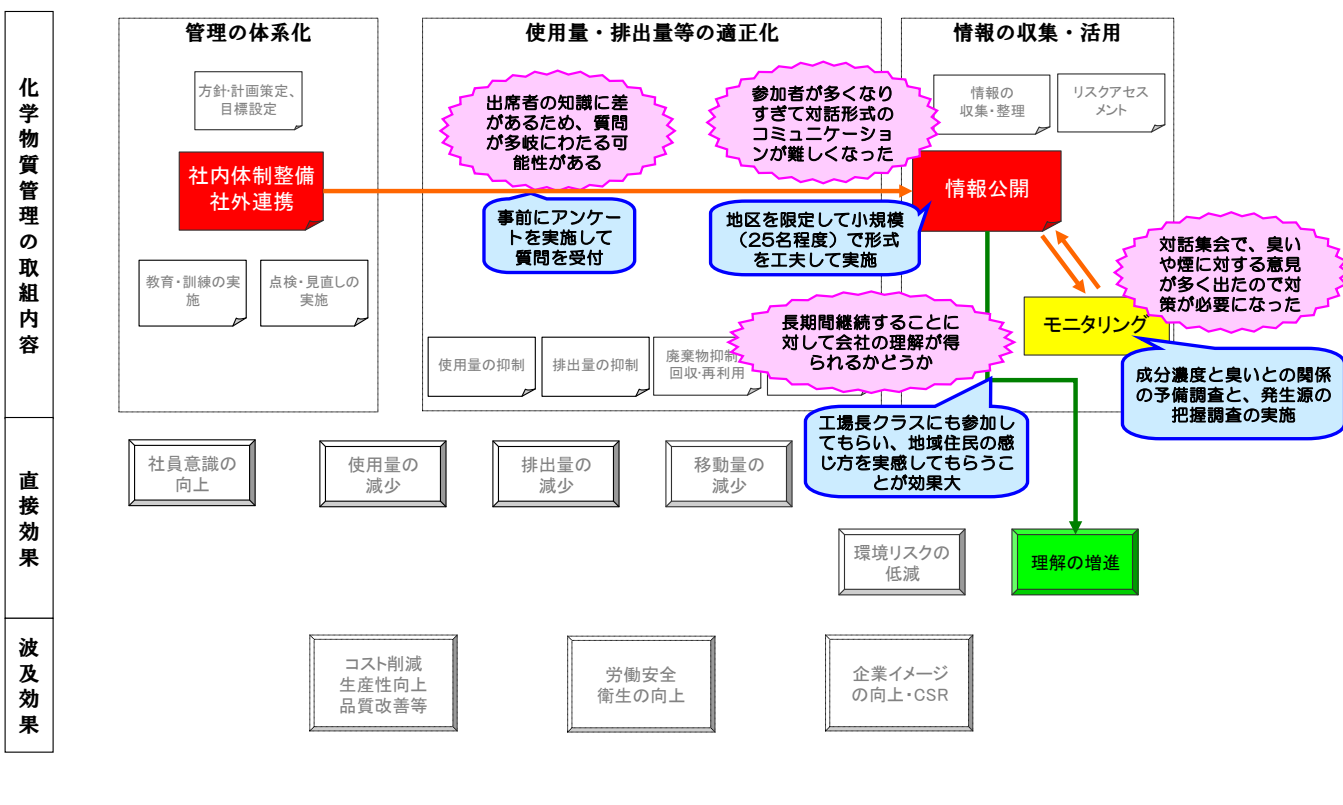 化学物質管理の取組内容
管理の体系化
方針・計画策定、
目標設定
社内体制整備
社外連携
教育・訓練の実
施
点検・見直しの
実施
使用量・排出量等の適正化
出席者の知識に差
があるため、質問
が多岐にわたる可
能性がある
事前にアンケー
トを実施して
質問を受付
参加者が多くなり
すぎて対話形式の
コミュニケーショ
ンが難しくなった
地区を限定して小規模
（25名程度）で形式
を工夫して実施
使用量の抑制
排出量の抑制
廃棄物抑制
回収・再利用
長期間継続することに
対して会社の理解が得
られるかどうか
工場長クラスにも参加し
てもらい、地域住民の感
じ方を実感してもらうこ
とが効果大
情報の収集・活用
情報の
収集・整理
リスクアセス
メント
情報公開
モニタリング
対話集会で、臭い
や煙に対する意見
が多く出たので対
策が必要になった
成分濃度と臭いとの関係
の予備調査と、発生源の
把握調査の実施
直接効果
社員意識の
向上
使用量の
減少
排出量の
減少
移動量の
減少
環境リスクの
低減
理解の増進
波及効果
コスト削減
生産性向上
品質改善等
労働安全
衛生の向上
企業イメージ
の向上・CSR